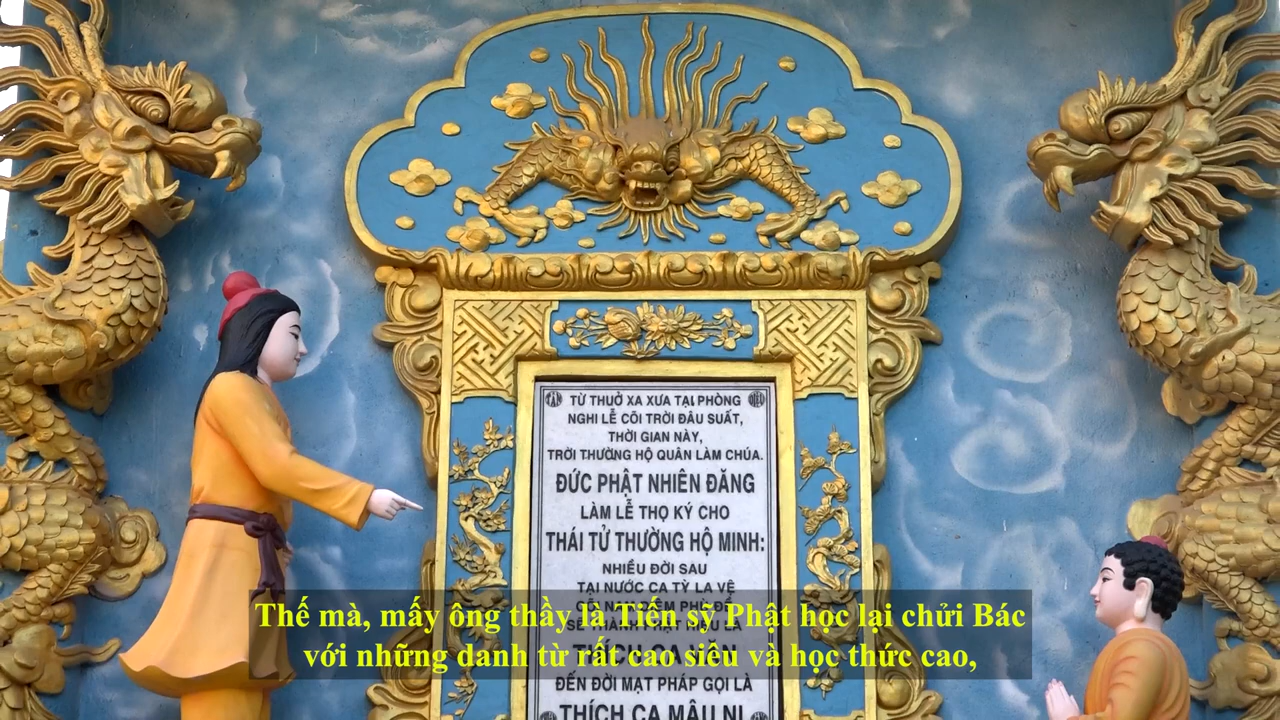 TỪ THUỞ XA XƯA TẠI PHÒNG
NGHI LỄ CÕI TRỜI ĐÂU SUẤT,
THỜI GIAN NÀY,
TRỜI THƯỜNG HỘ QUÂN LÀM CHÚA.
ĐỨC PHẬT NHIÊN ĐĂNG
LÀM LỄ THỌ KÝ CHO
THÁI TỬ THƯỜNG HỘ MINH:
NHIỀU ĐỜI SAU
TẠI NƯỚC CA TỲ LA VỆ
Thế mà, mấy ông thầy là Tiến sỹ Phật học lại chửi Bác
với những danh từ rất cao siêu và học thức cao,
ĐẾN ĐỜI MẠT PHÁP GỌI LÀ
THÍCH CA MÂU NI